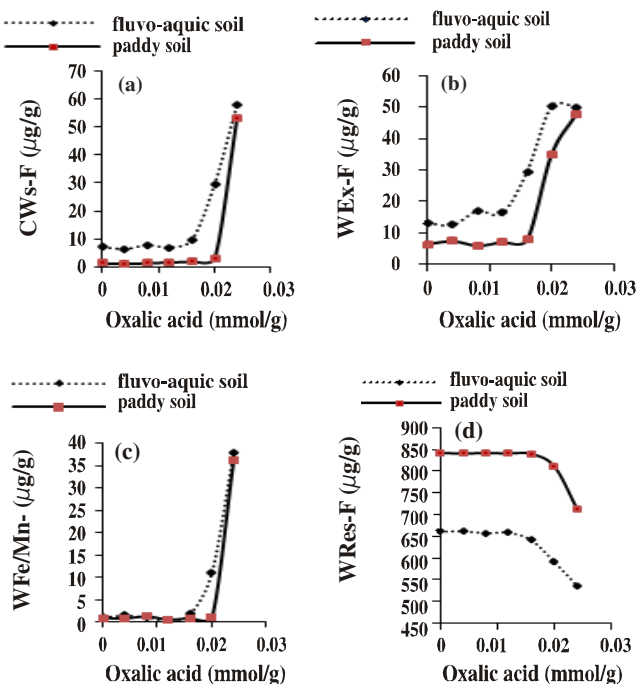 fluvo-aquic soil
paddy soil
(a)
CWs-F (μg/g)
70
60
50
40
30
20
10
0
0 0.01 0.02 0.03
Oxalic acid (mmol/g)
fluvo-aquic soil
paddy soil
(b)
WEx-F (μg/g)
60
50
40
30
20
10
0
0 0.01 0.02 0.03
Oxalic acid (mmol/g)
fluvo-aquic soil
paddy soil
(c)
WFe/Mn- (μg/g)
40
35
30
25
20
15
10
5
0
0 0.01 0.02 0.03
Oxalic acid (mmol/g)
fluvo-aquic soil
paddy soil
(d)
WRes-F (μg/g)
900
850
800
750
700
650
600
550
500
450
0 0.01 0.02 0.03
Oxalic acid (mmol/g)